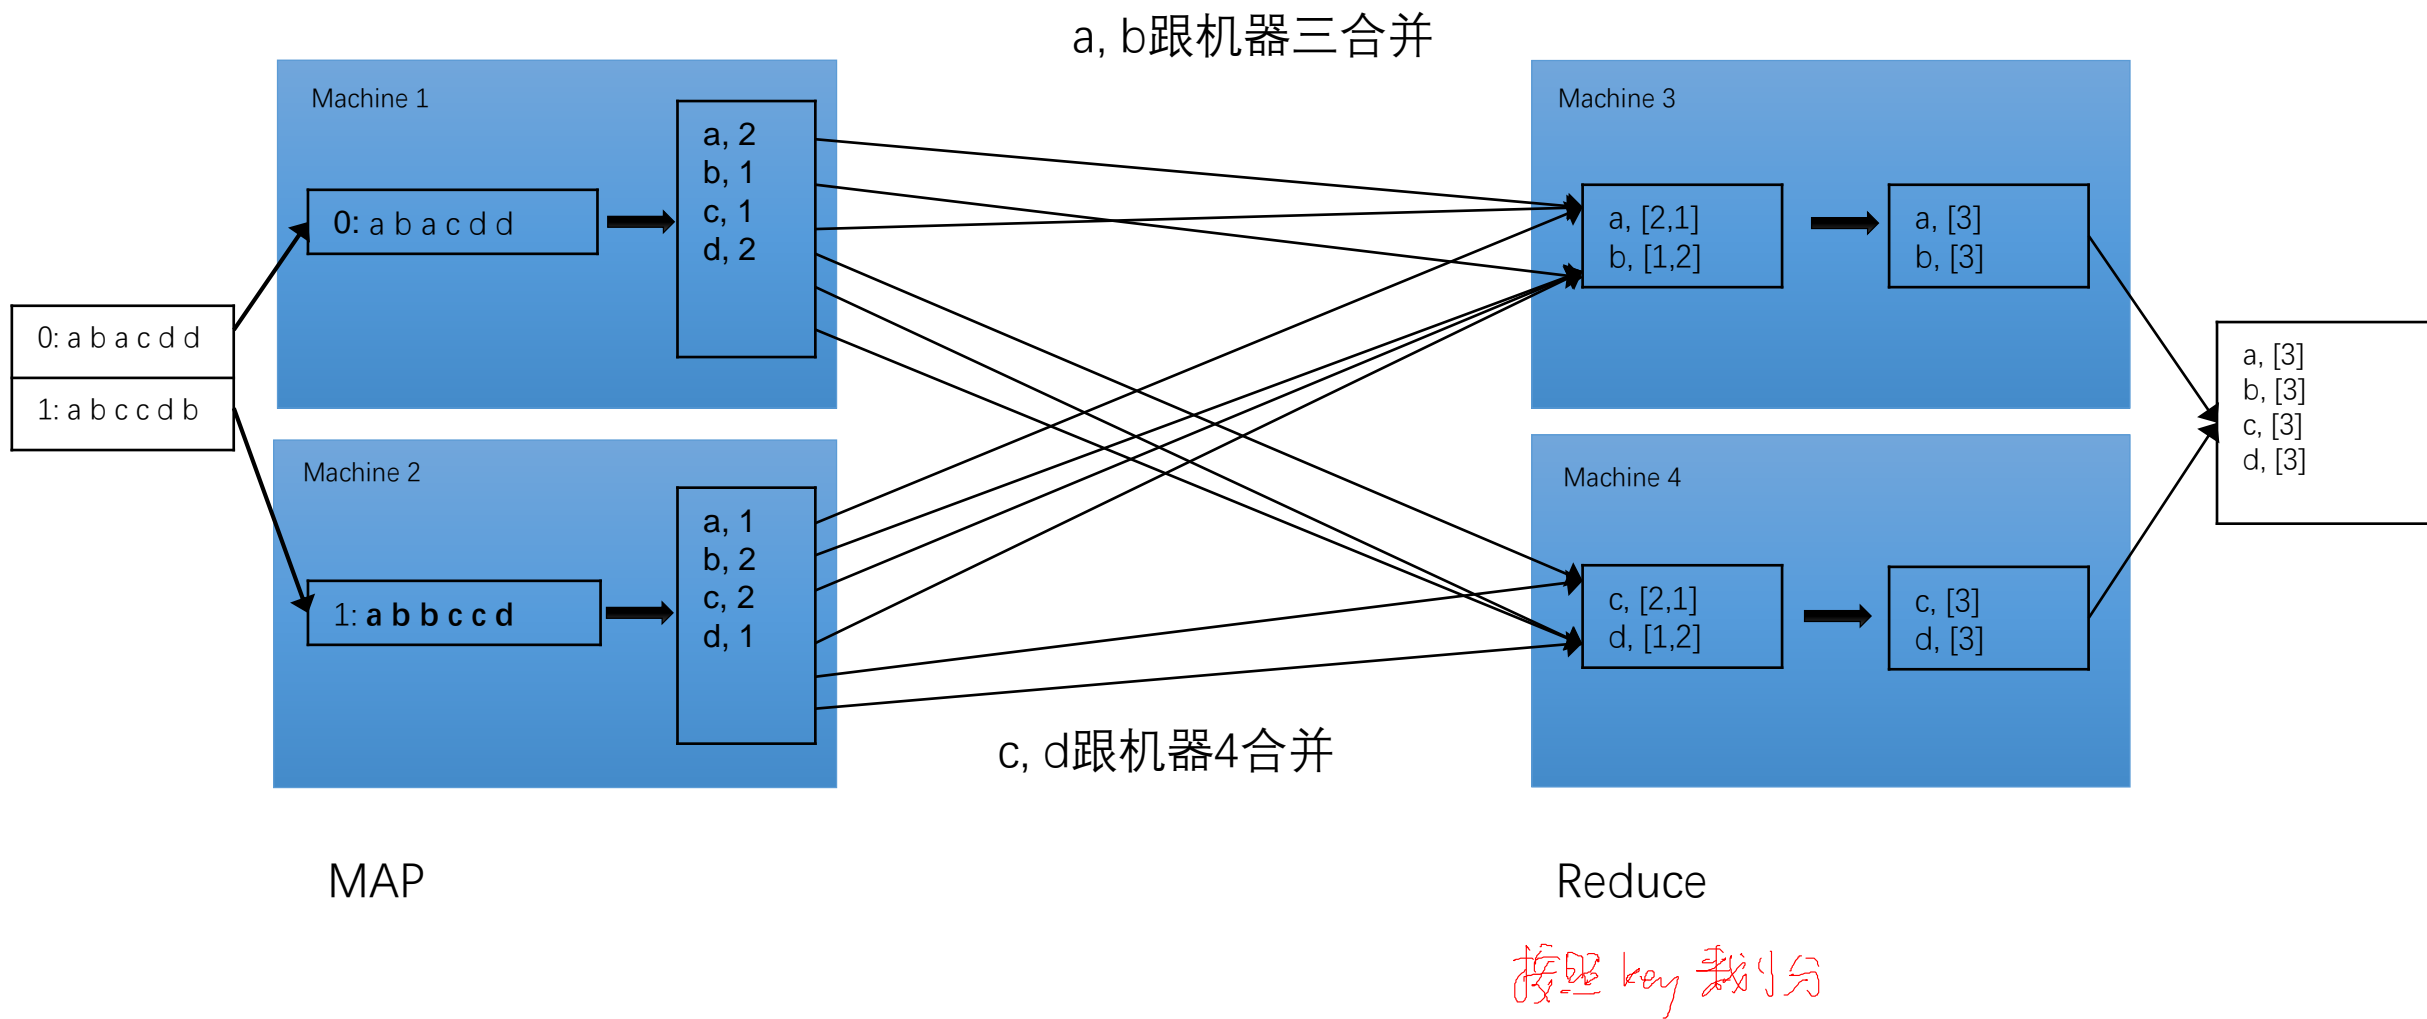 a, b跟机器三合并
0: a b a c d d
1: a b c c d b
Machine 1
0: a b a c d d
a, 2
b, 1
c, 1
d, 2
Machine 2
1: a b b c c d
a, 1
b, 2
c, 2
d, 1
Machine 3
a, [2,1]
b, [1,2]
a, [3]
b, [3]
Machine 4
c, [2,1]
d, [1,2]
c, [3]
d, [3]
a, [3]
b, [3]
c, [3]
d, [3]
c, d跟机器4合并
MAP
Reduce
按照 key 来划分